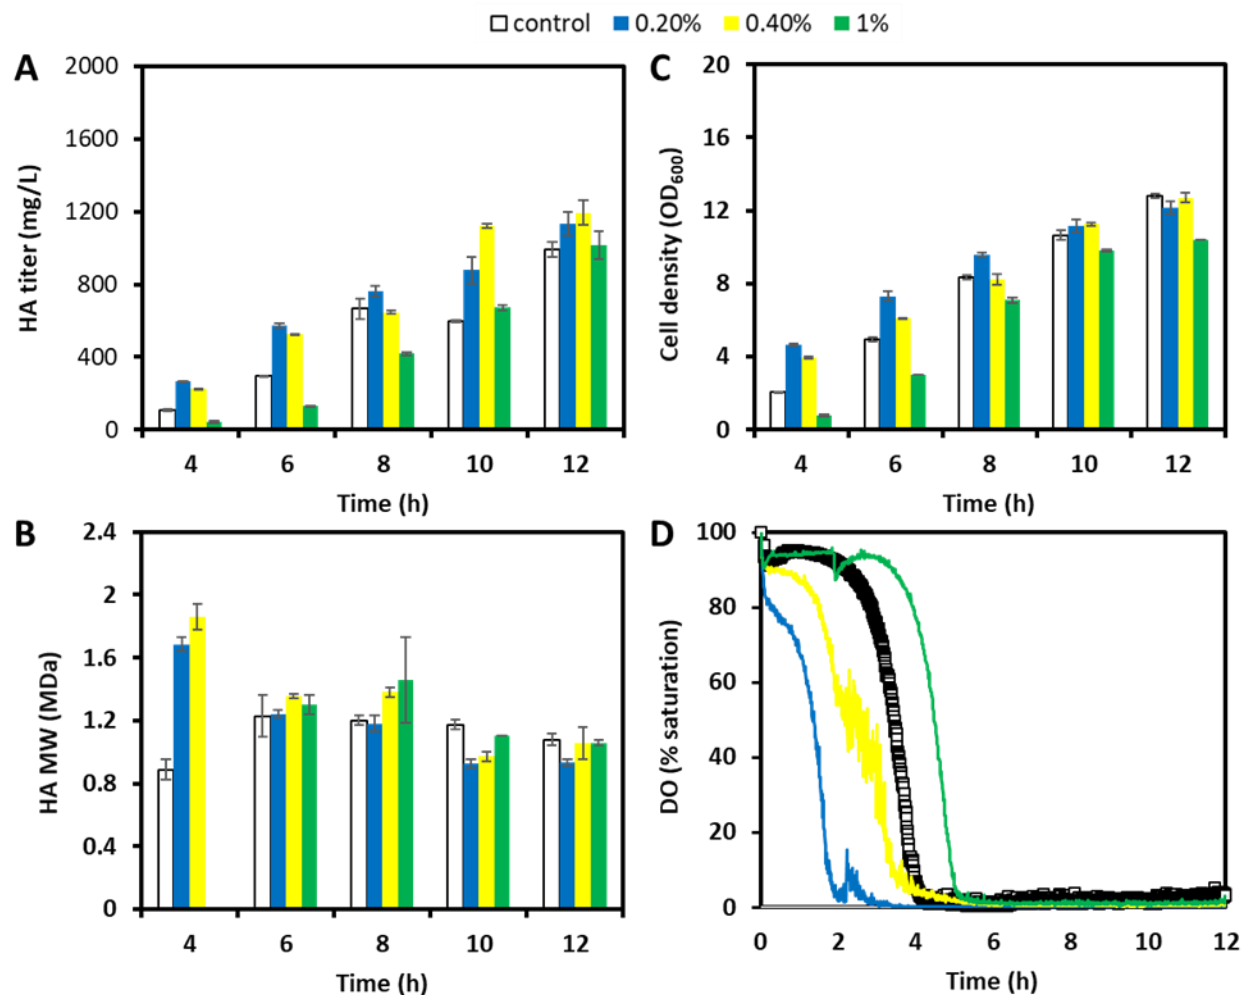 control 0.20% 0.40% 1%
A
2000
1600
1200
800
400
0
HA titer (mg/L)
4 6 8 10 12
Time (h)
C
20
16
12
8
4
0
Cell density (OD600)
4 6 8 10 12
Time (h)
B
2.4
2
1.6
1.2
0.8
0.4
0
HA MW (MDa)
4 6 8 10 12
Time (h)
D
100
80
60
40
20
0
DO (% saturation)
0 2 4 6 8 10 12
Time (h)